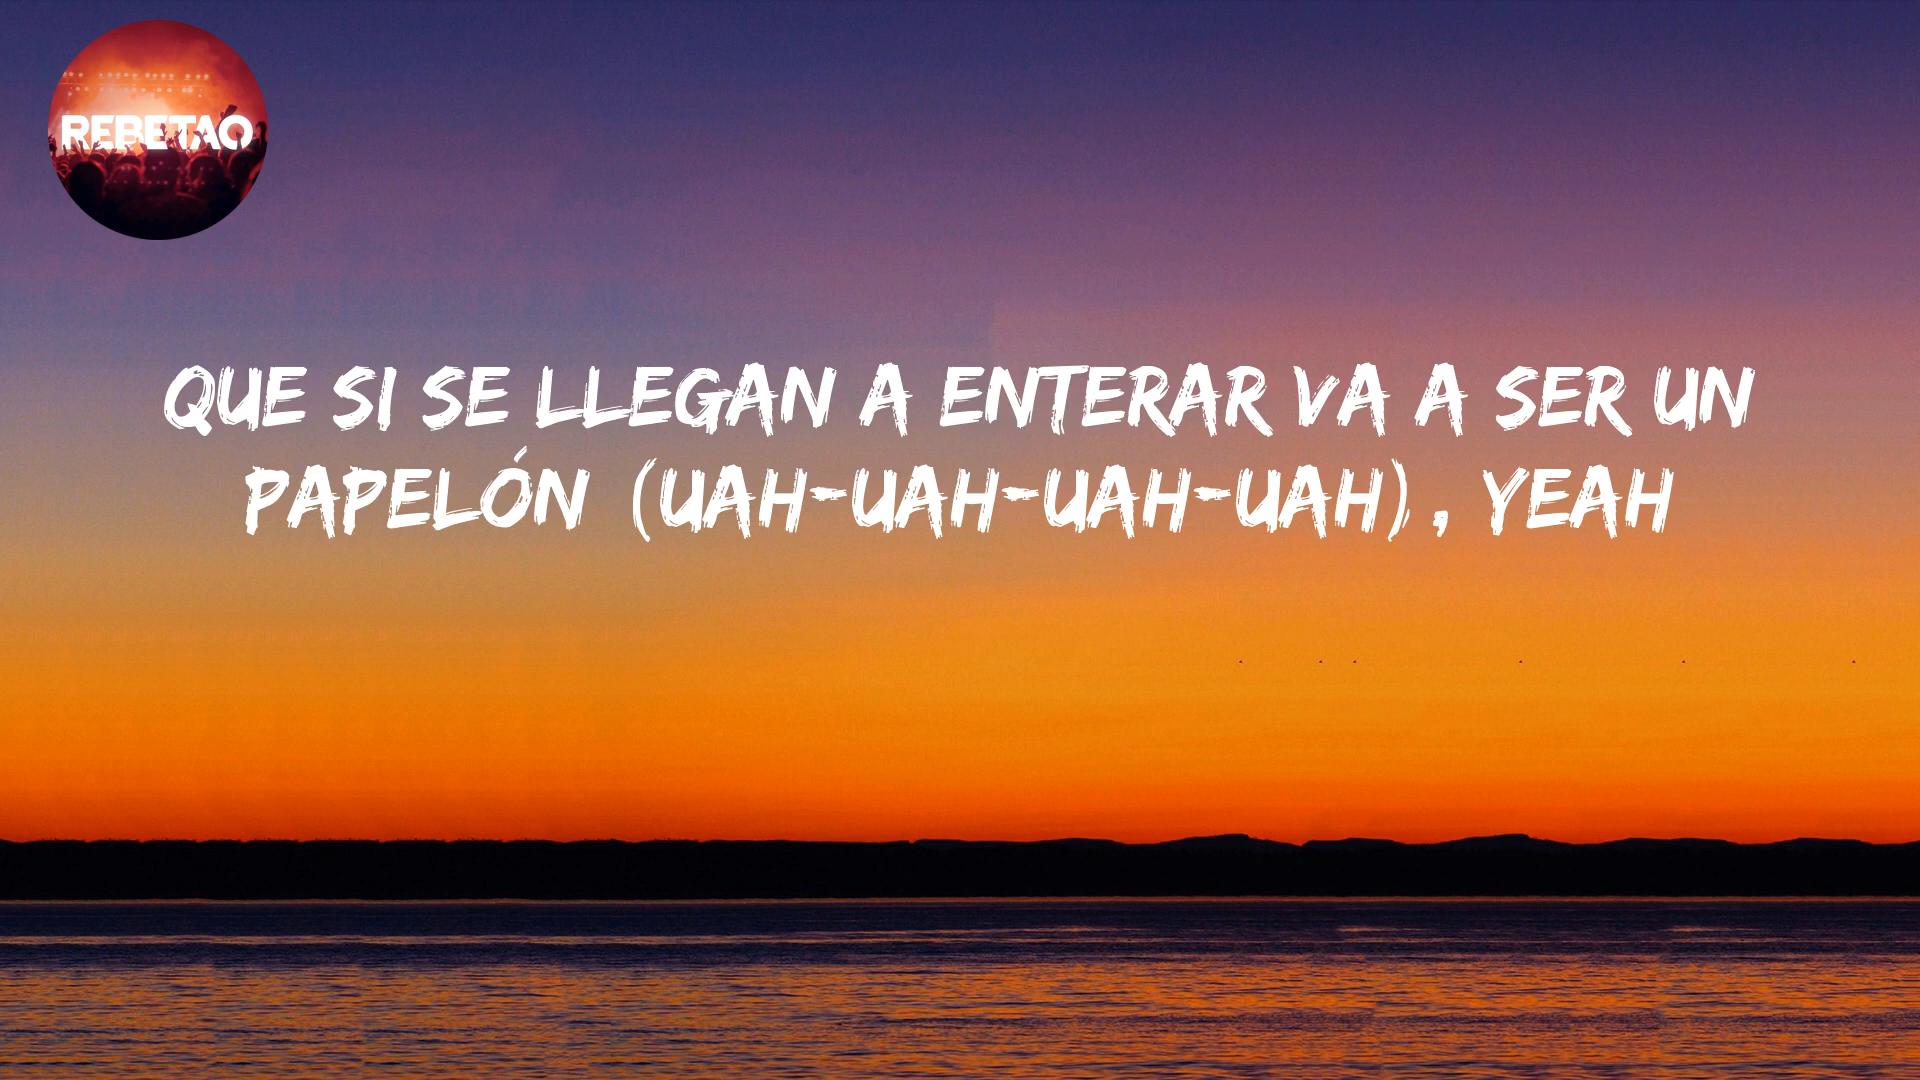 REBETAO
QUE SI SE LLEGAN A ENTERAR VA A SER UN
PAPELÓN (UAH-UAH-UAH-UAH), YEAH